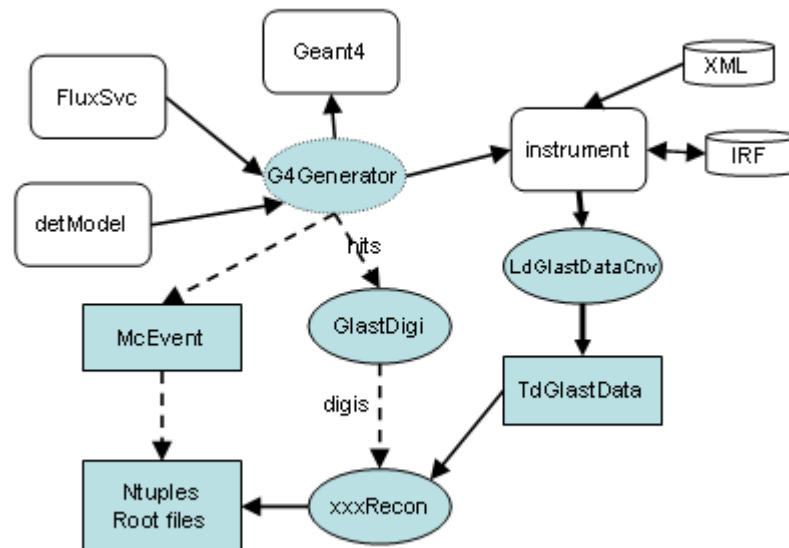 Geant4
XML
FluxSvc
instrument
IRF
G4Generator
detModel
hits
LdGlastDataCnv
McEvent
GlastDigi
digis
TdGlastData
Ntuples
Root files
xxxRecon